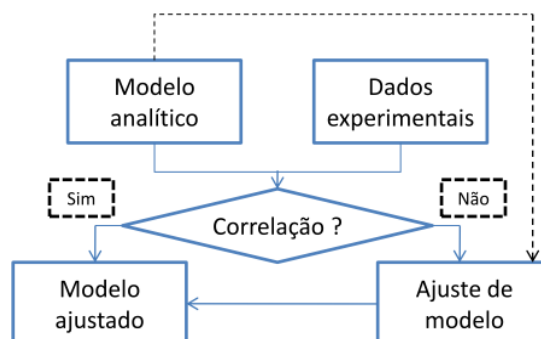 Modelo
analítico
Dados
experimentais
Sim
Não
Correlação ?
Modelo
ajustado
Ajuste de
modelo